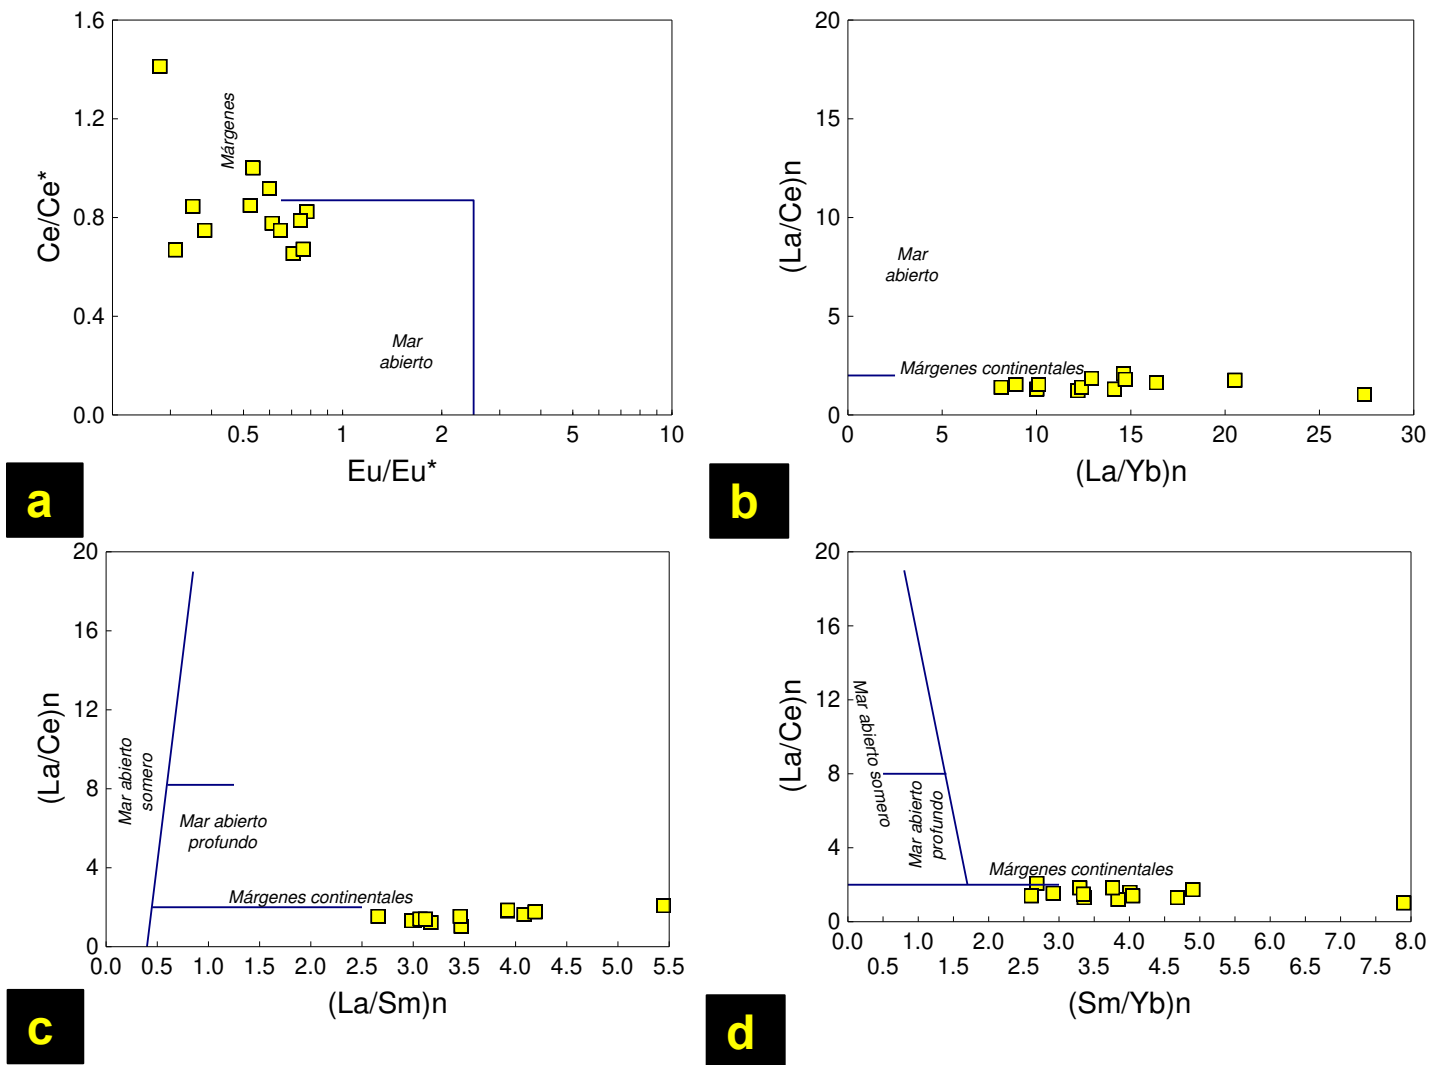 1.6
1.2
0.8
0.4
0.0
Ce/Ce*
Márgenes
Mar
abierto
0.5
1
2
5
10
Eu/Eu*
a
20
15
10
5
0
(La/Ce)n
Mar
abierto
Márgenes continentales
0
5
10
15
20
25
30
(La/Yb)n
b
20
16
12
8
4
0
(La/Ce)n
Mar abierto
somero
Mar abierto
profundo
Márgenes continentales
0.0
0.5
1.0
1.5
2.0
2.5
3.0
3.5
4.0
4.5
5.0
5.5
(La/Sm)n
c
20
16
12
8
4
0
(La/Ce)n
Mar abierto somero
Mar abierto
profundo
Márgenes continentales
0.0
1.0
2.0
3.0
4.0
5.0
6.0
7.0
8.0
0.5
1.5
2.5
3.5
4.5
5.5
6.5
7.5
(Sm/Yb)n
d